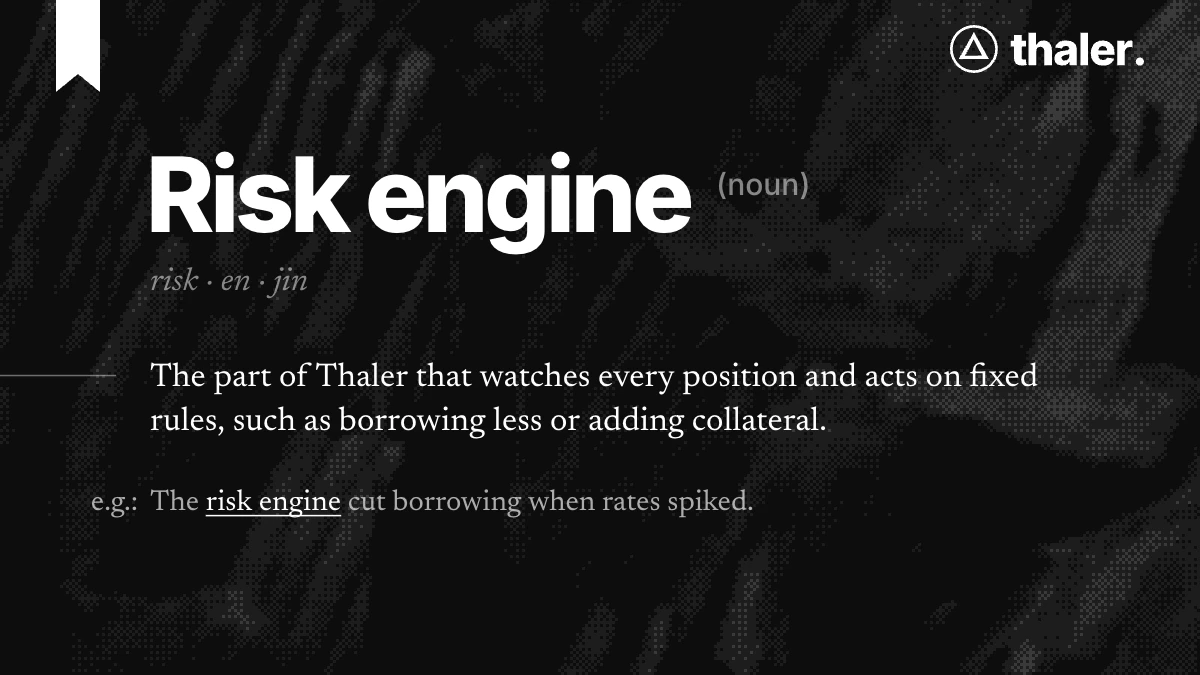 thaler.
Risk engine (noun)
risk · en · jin
The part of Thaler that watches every position and acts on fixed
rules, such as borrowing less or adding collateral.
e.g.: The risk engine cut borrowing when rates spiked.